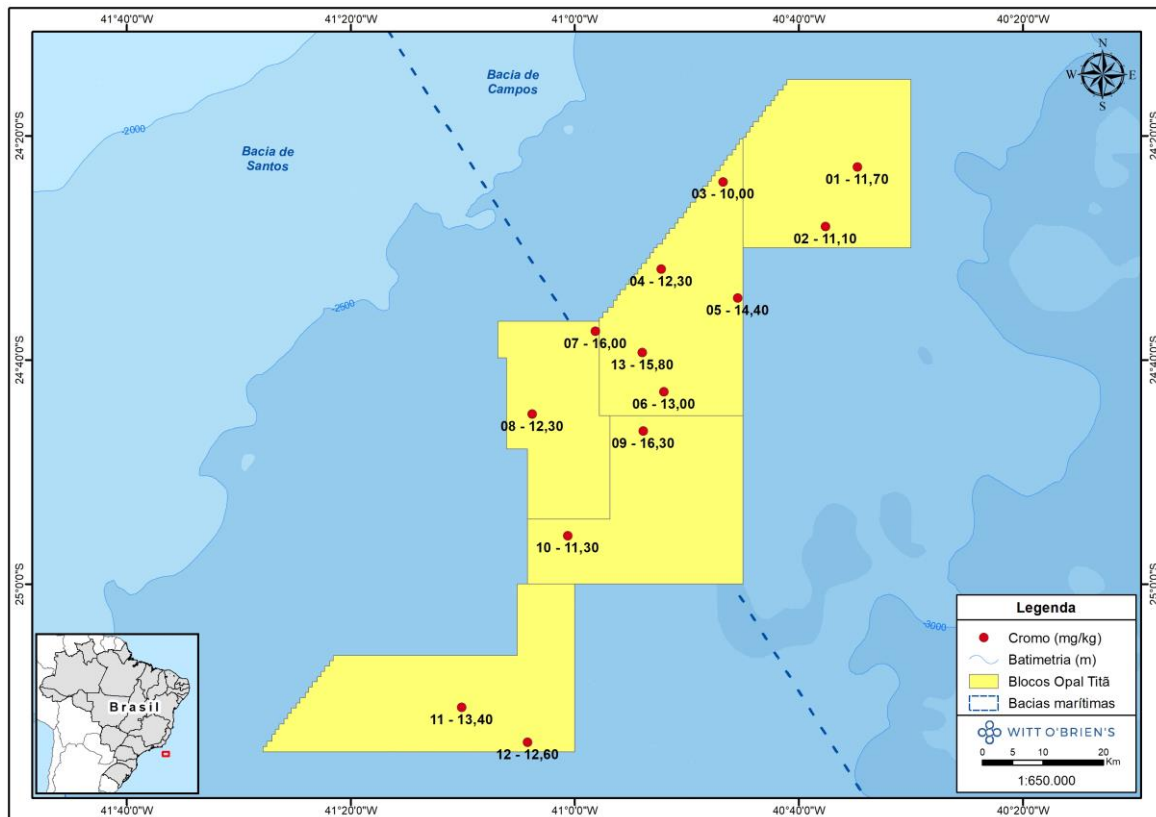 41°40'0"W 41°20'0"W 41°0'0"W 40°40'0"W 40°20'0"W
N
W E
S
Bacia de
Campos
Bacia de
Santos
-2000
24°20'0"S 24°20'0"S
01 - 11,70
03 - 10,00
02 - 11,10
04 - 12,30
-2500
05 - 14,40
07 - 16,00
24°40'0"S 24°40'0"S
13 - 15,80
06 - 13,00
08 - 12,30
09 - 16,30
10 - 11,30
25°0'0"S 25°0'0"S
-3000
11 - 13,40
12 - 12,60
Brasil
Legenda
Cromo (mg/kg)
Batimetria (m)
Blocos Opal Titã
Bacias marítimas
WITT O'BRIEN'S
0 5 10 20
Km
1:650.000
41°40'0"W 41°20'0"W 41°0'0"W 40°40'0"W 40°20'0"W